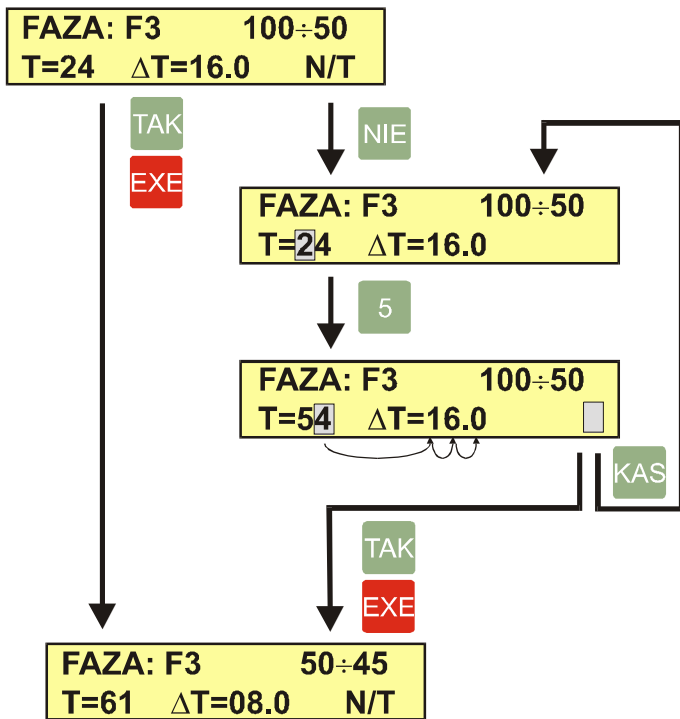 FAZA: F3 100÷50
T=24 ΔT=16.0 N/T
TAK
EXE
NIE
FAZA: F3 100÷50
T=24 ΔT=16.0
5
FAZA: F3 100÷50
T=54 ΔT=16.0
KAS
TAK
EXE
FAZA: F3 50÷45
T=61 ΔT=08.0 N/T